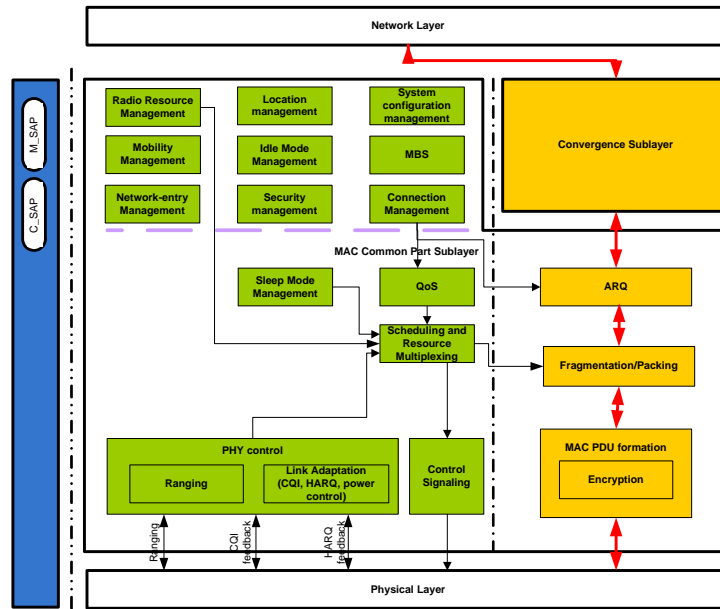 Network Layer
M_SAP
C_SAP
Radio Resource
Management
Location
management
System
configuration
management
Convergence Sublayer
Mobility
Management
Idle Mode
Management
MBS
Network-entry
Management
Security
management
Connection
Management
MAC Common Part Sublayer
Sleep Mode
Management
QoS
ARQ
Scheduling and
Resource
Multiplexing
Fragmentation/Packing
PHY control
Ranging
Link Adaptation
(CQI, HARQ, power
control)
Control
Signaling
MAC PDU formation
Encryption
Ranging
CQI
feedback
HARQ
feedback
Physical Layer